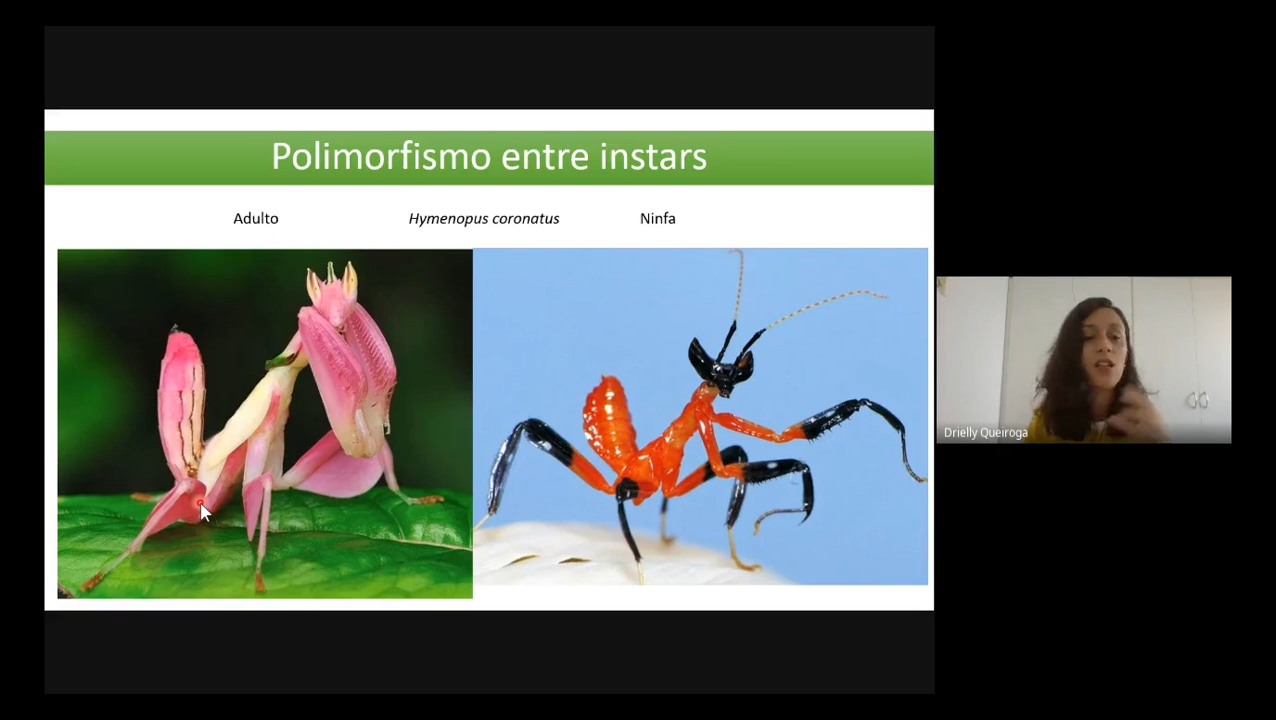 Polimorfismo entre instars
Adulto
Hymenopus coronatus
Ninfa
Drielly Queiroga